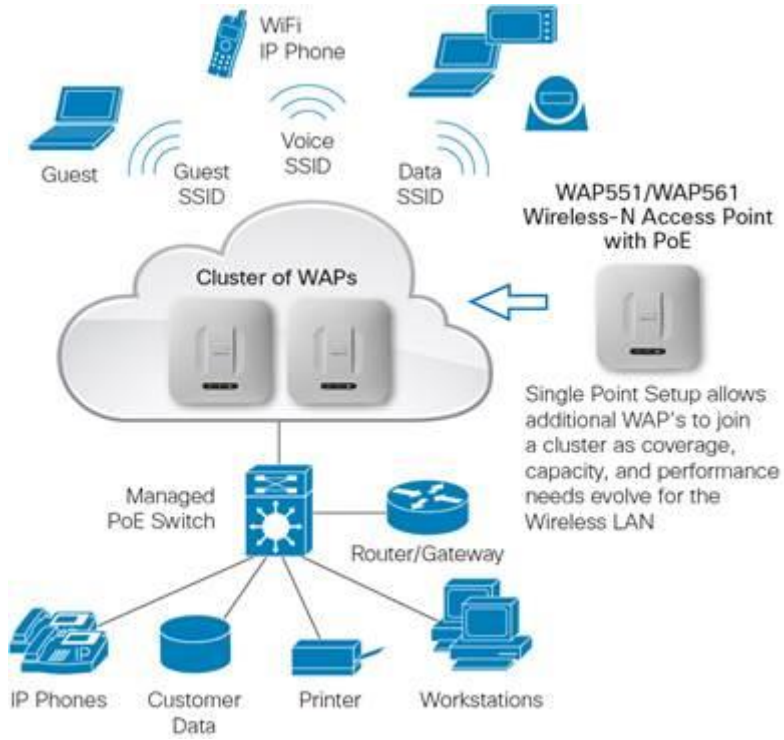 WiFi
IP Phone
Guest
Guest
SSID
Voice
SSID
Data
SSID
WAP551/WAP561
Wireless-N Access Point
with PoE
Cluster of WAPs
Single Point Setup allows
additional WAP's to join
a cluster as coverage,
capacity, and performance
needs evolve for the
Wireless LAN
Managed
PoE Switch
Router/Gateway
IP
IP Phones
Customer
Data
Printer
Workstations